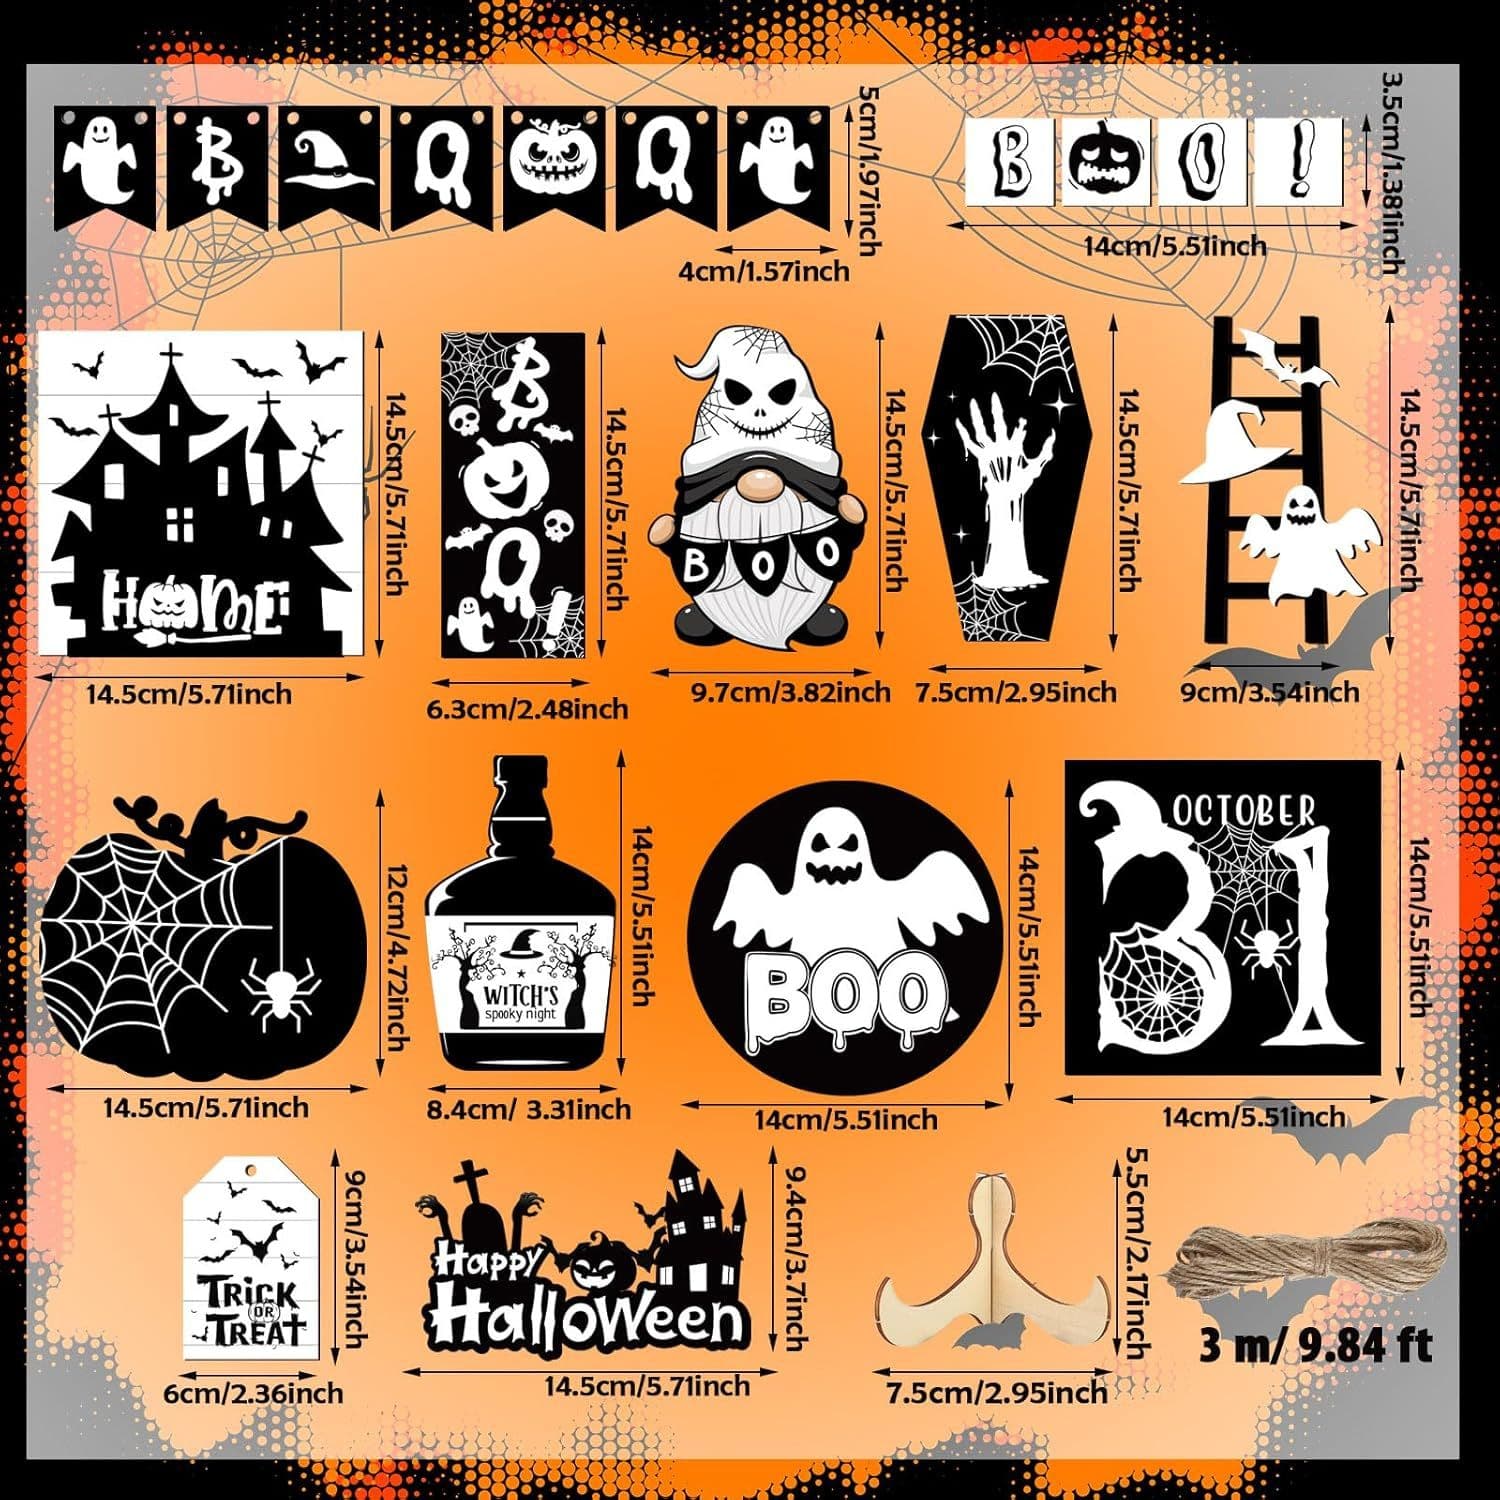 B O O
5cm/1.97inch
4cm/1.57inch
B O !
3.5cm/1.381inch
14cm/5.51inch
HOME
14.5cm/5.71inch
14.5cm/5.71inch
B
O
!
14.5cm/5.71inch
6.3cm/2.48inch
B O O
14.5cm/5.71inch
9.7cm/3.82inch
14.5cm/5.71inch
7.5cm/2.95inch
14.5cm/5.71inch
9cm/3.54inch
12cm/4.72inch
14.5cm/5.71inch
WITCH'S
spooky night
14cm/5.51inch
8.4cm/ 3.31inch
BOO
14cm/5.51inch
14cm/5.51inch
OCTOBER
31
14cm/5.51inch
14cm/5.51inch
TRICK
OR
TREAT
9cm/3.54inch
6cm/2.36inch
Happy
Halloween
9.4cm/3.7inch
14.5cm/5.71inch
5.5cm/2.17inch
7.5cm/2.95inch
3 m/ 9.84 ft